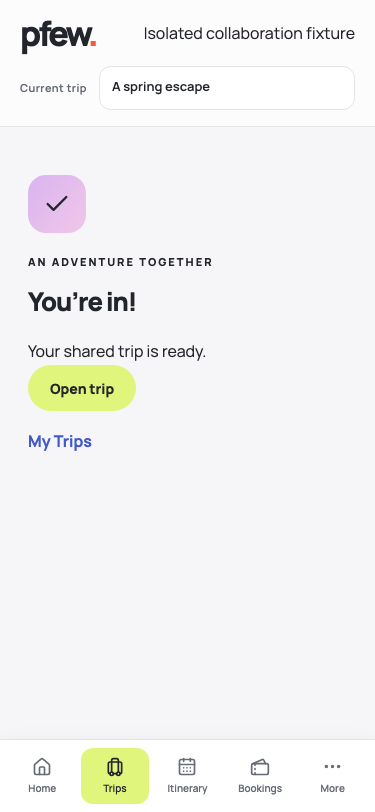 pfew.
Isolated collaboration fixture
Current trip
A spring escape
AN ADVENTURE TOGETHER
You’re in!
Your shared trip is ready.
Open trip
My Trips
Home
Trips
Itinerary
Bookings
More